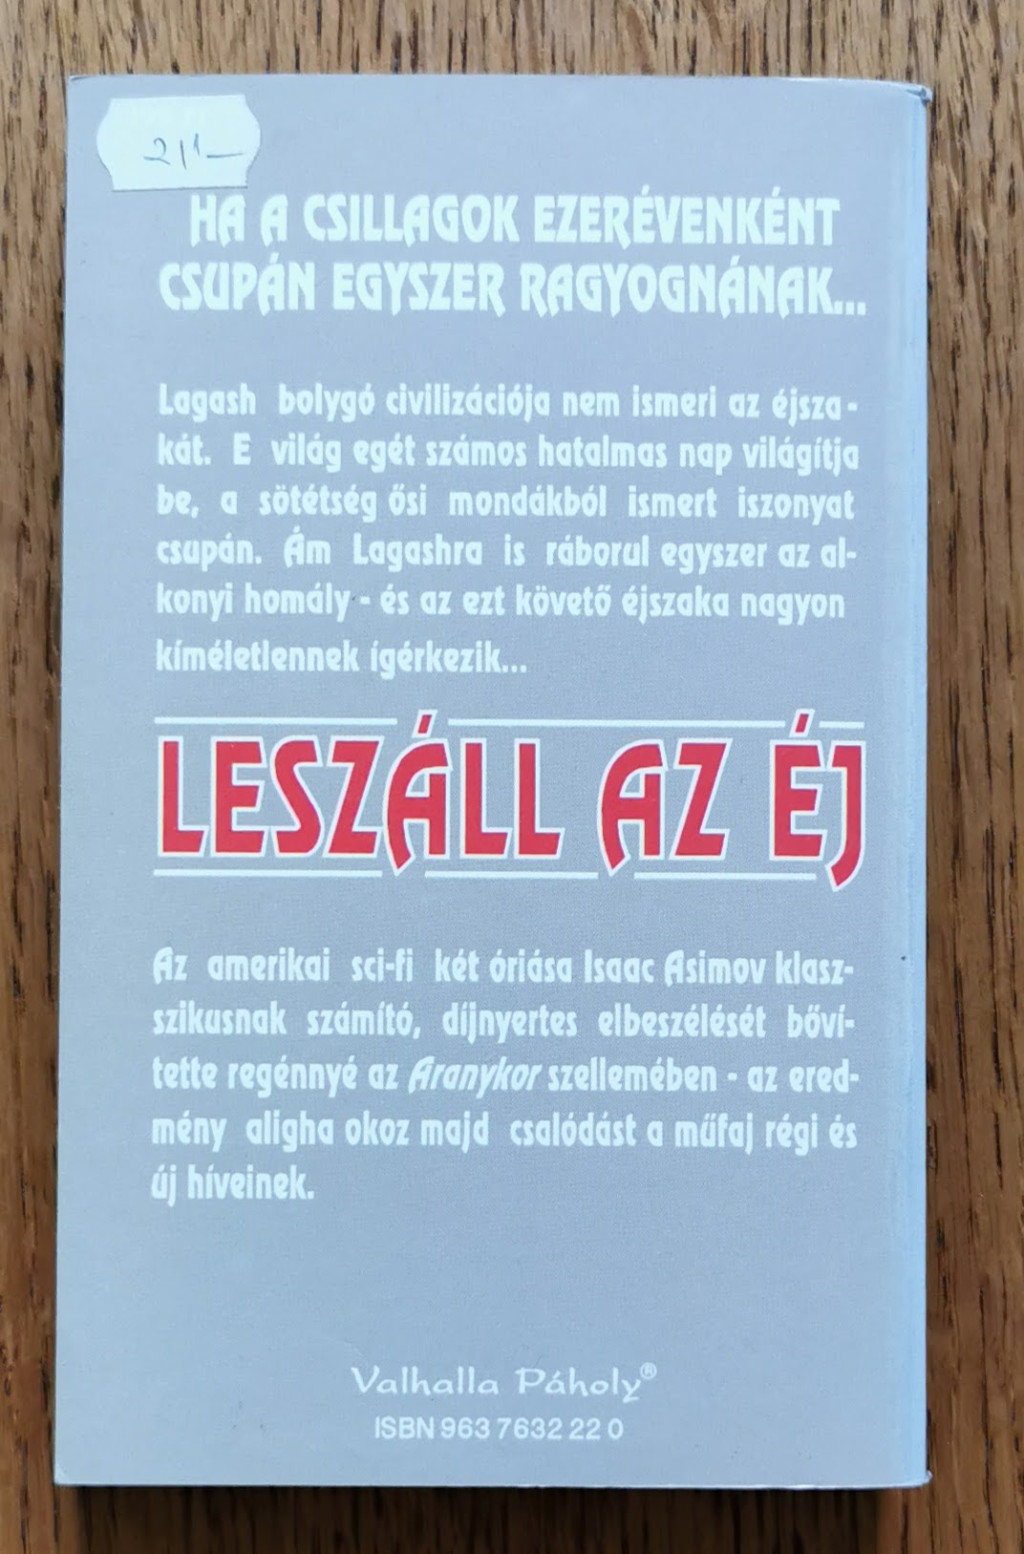 211-
HA A CSILLAGOK EZERÉVENKÉNT
CSUPÁN EGYSZER RAGYOGNÁNAK...
Lagash bolygó civilizációja nem ismeri az éjsza-
kát. E világ egét számos hatalmas nap világítja
be, a sötétség ősi mondákból ismert iszonyat
csupán. Ám Lagashra is ráborul egyszer az al-
konyi homály - és az ezt követő éjszaka nagyon
kíméletlennek ígérkezik...
LESZÁLL AZ ÉJ
Az amerikai sci-fi két óriása Isaac Asimov klasz-
szikusnak számító, díjnyertes elbeszélését bőví-
tette regénnyé az Aranykor szellemében - az ered-
mény aligha okoz majd csalódást a műfaj régi és
új híveinek.
Valhalla Páholy®
ISBN 963 7632 22 0